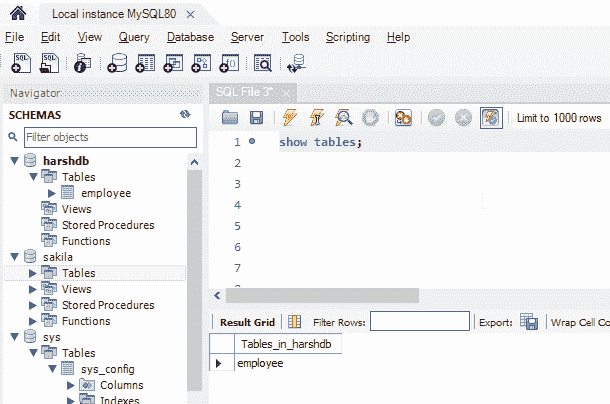 Local instance MySQL80
File Edit View Query Database Server Tools Scripting Help
Navigator
SCHEMAS
Filter objects
harshdb
Tables
employee
Views
Stored Procedures
Functions
sakila
Tables
Views
Stored Procedures
Functions
sys
Tables
sys_config
Columns
Indexes
SQL File 3*
Limit to 1000 rows
1 show tables;
2
3
4
5
6
7
Result Grid Filter Rows: Export: Wrap Cell Co
Tables_in_harshdb
employee